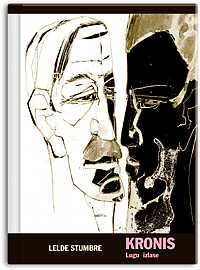 LELDE STUMBRE
KRONIS
Lugu izlase